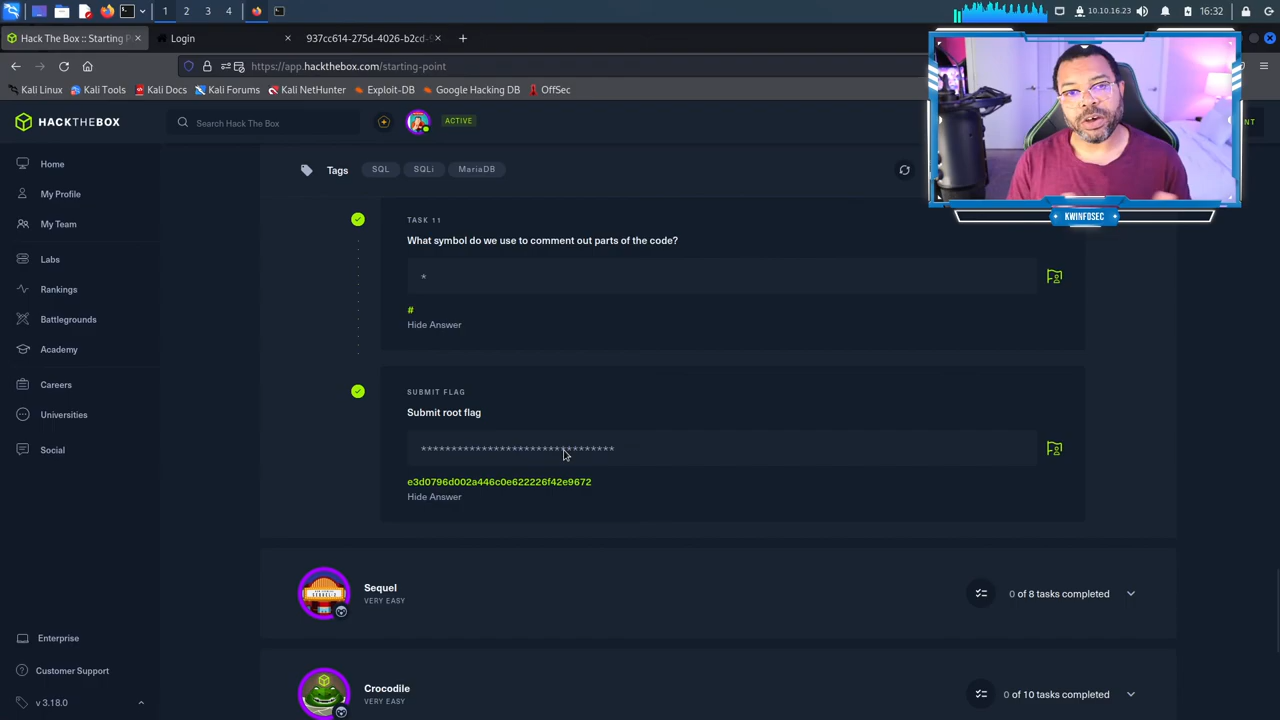 1 2 3 4 10.10.16.23 16:32
Hack The Box :: Starting P Login 937cc614-275d-4026-b2cd-9
https://app.hackthebox.com/starting-point
Kali Linux Kali Tools Kali Docs Kali Kali NetHunter Exploit-DB Google Hacking DB OffSec
HACKTHEBOX
Search Hack The Box
ACTIVE
NT
KWINFOSEC
Home
My Profile
My Team
Labs
Rankings
Battlegrounds
Academy
Careers
Universities
Social
Enterprise
Customer Support
v 3.18.0
Tags SQL SQLi MariaDB
TASK 11
What symbol do we use to comment out parts of the code?
*
#
Hide Answer
SUBMIT FLAG
Submit root flag
********************************
e3d0796d002a446c0e622226f42e9672
Hide Answer
Sequel
VERY EASY
0 of 8 tasks completed
Crocodile
VERY EASY
0 of 10 tasks completed